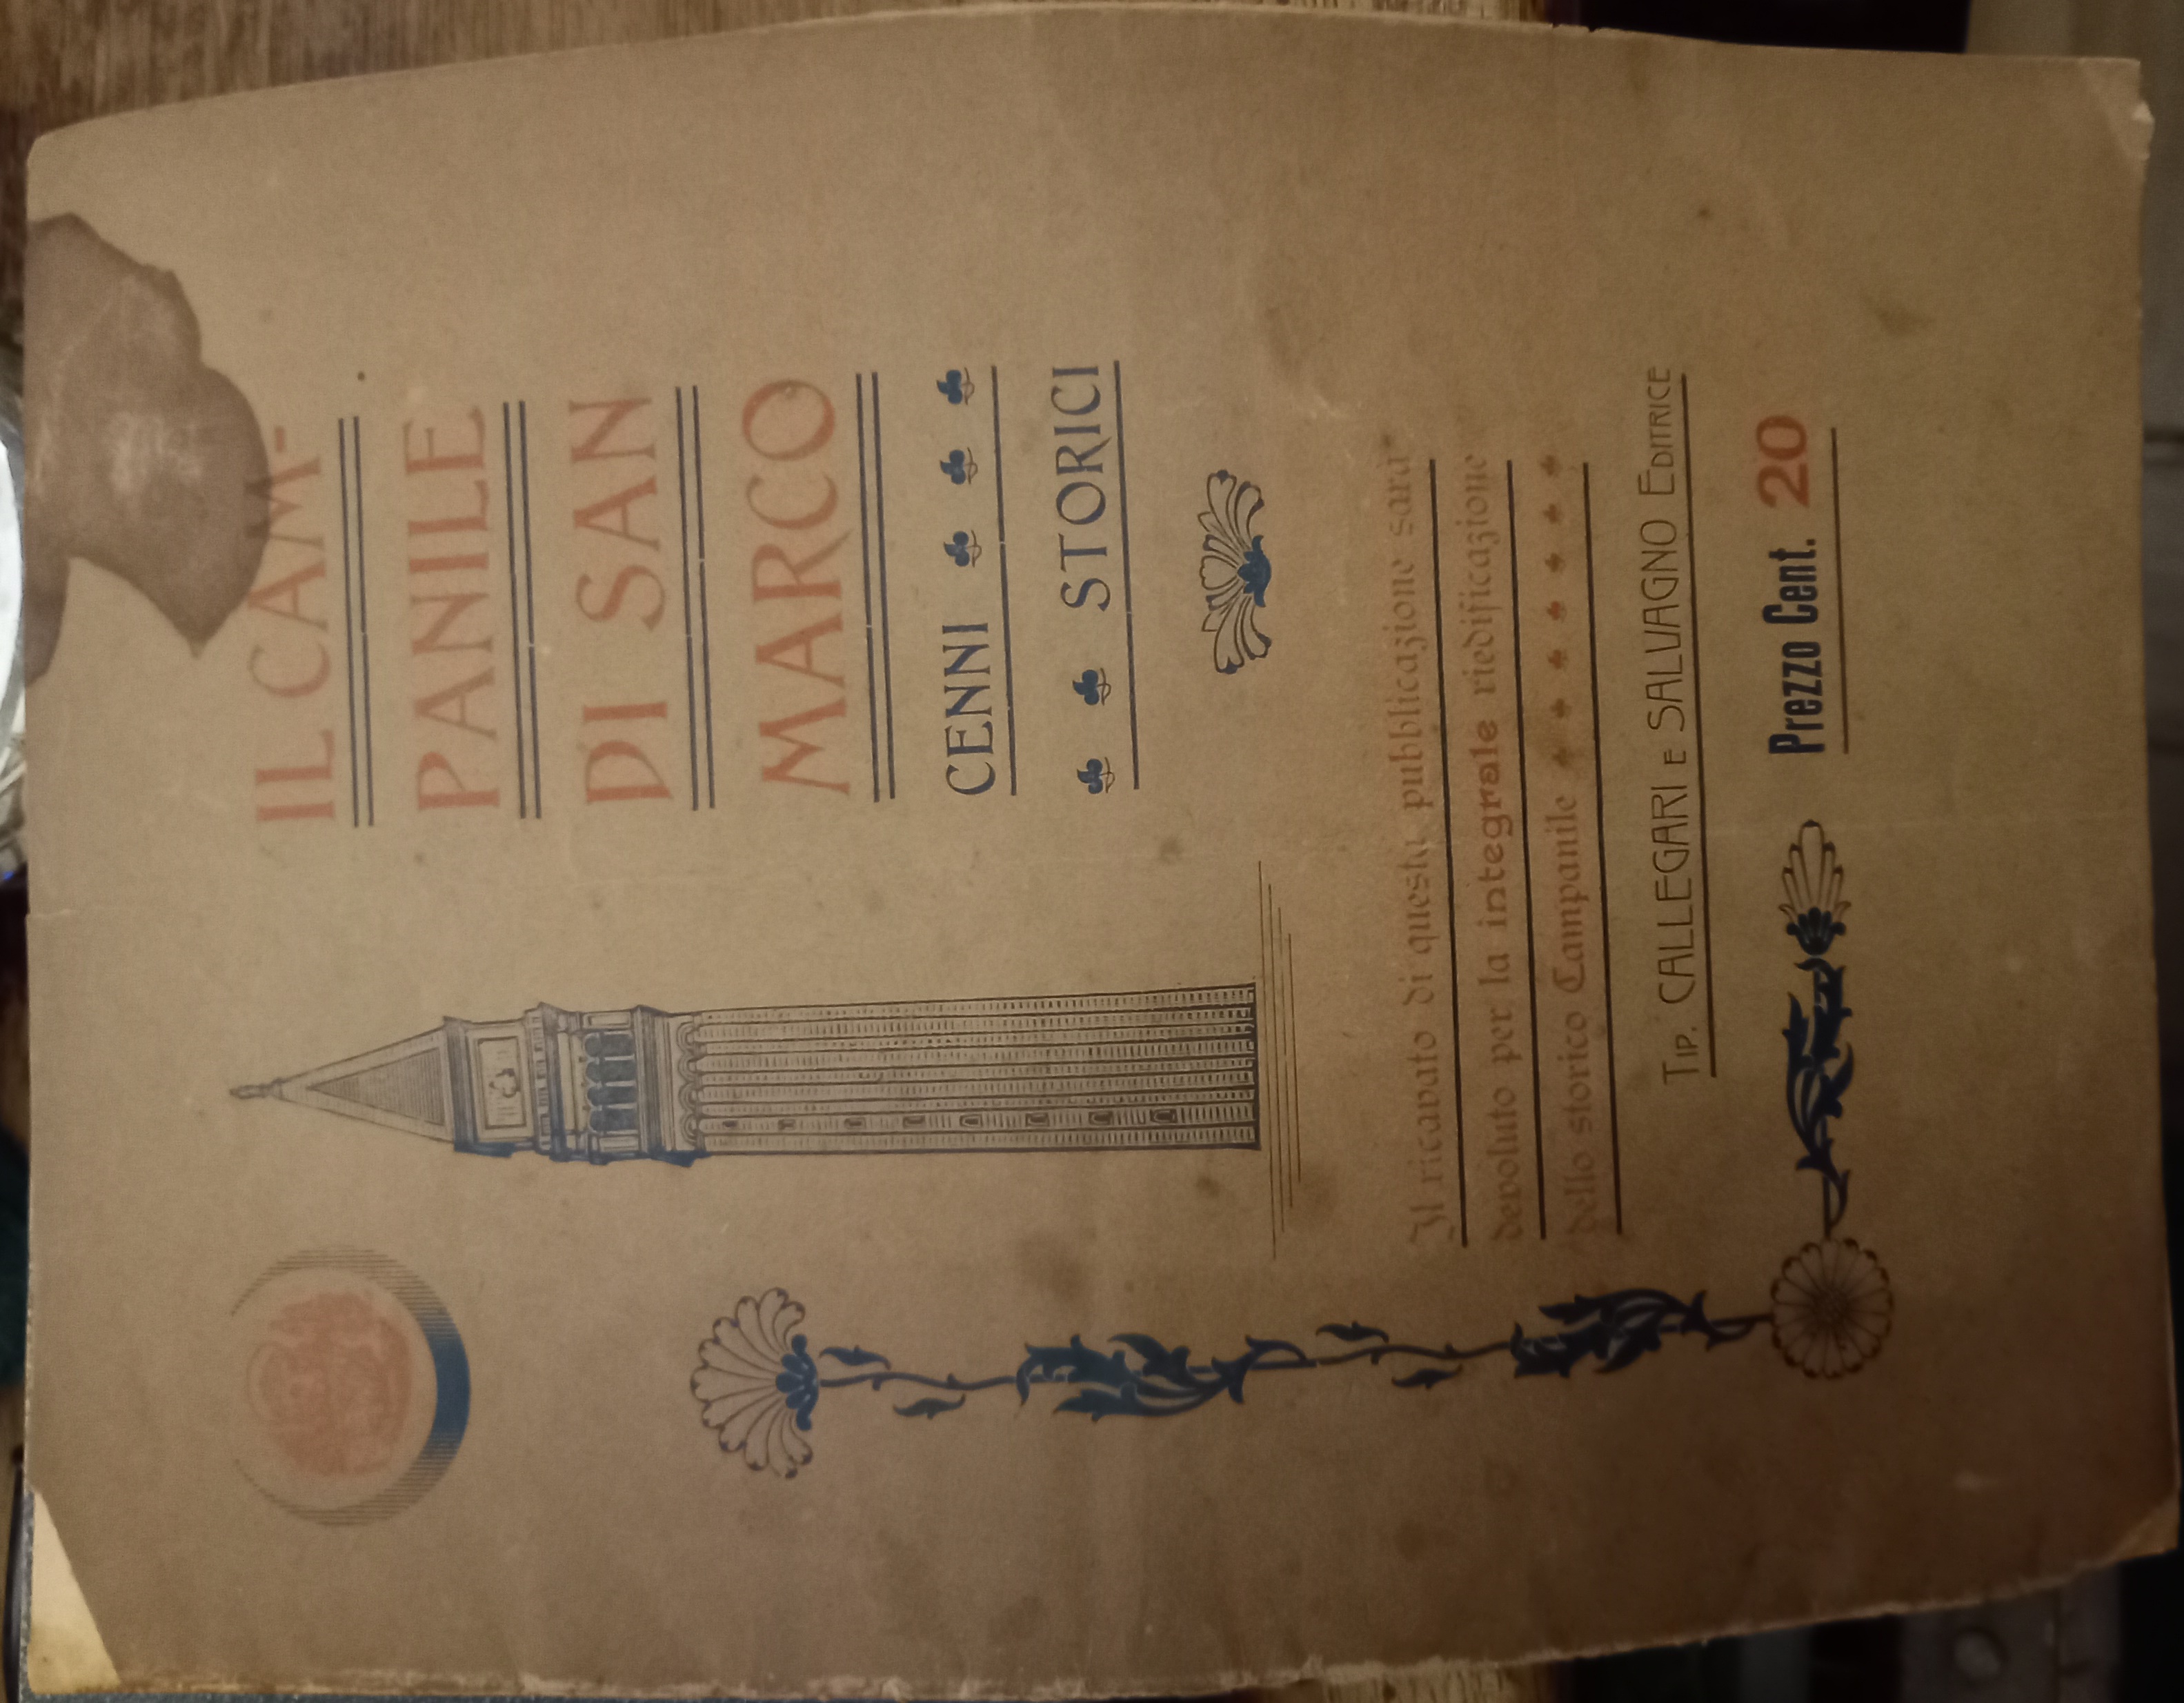 IL CAM-
PANILE
DI SAN
MARCO
CENNI
STORICI
Il ricavato di questa pubblicazione sarà
devoluto per la integrale riedificazione
dello storico Campanile
TIP. CALLEGARI E SALVAGNO EDITRICE
Prezzo Cent. 20